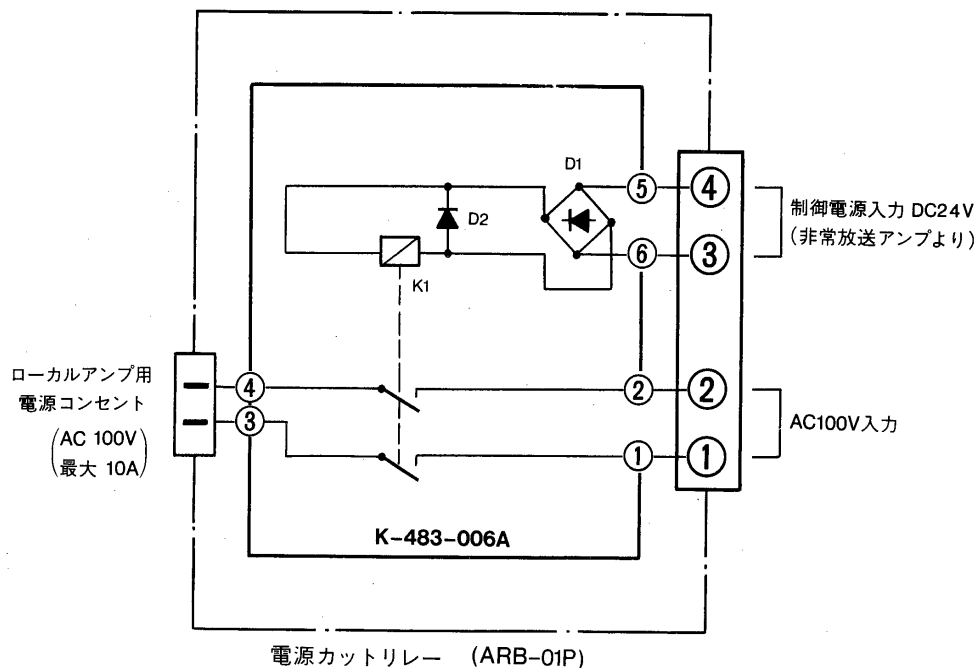 D1
⑤
④
制御電源入力 DC24V
(非常放送アンプより)
D2
⑥
③
K1
ローカルアンプ用
電源コンセント
(AC 100V
最大 10A)
④
③
②
②
AC100V入力
①
①
K-483-006A
電源カットリレー (ARB-01P)